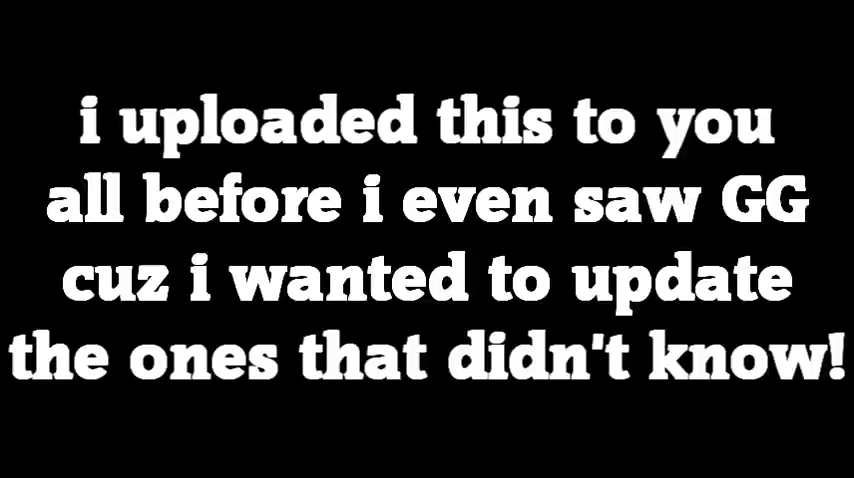 i uploaded this to you
all before i even saw GG
cuz i wanted to update
the ones that didn't know!